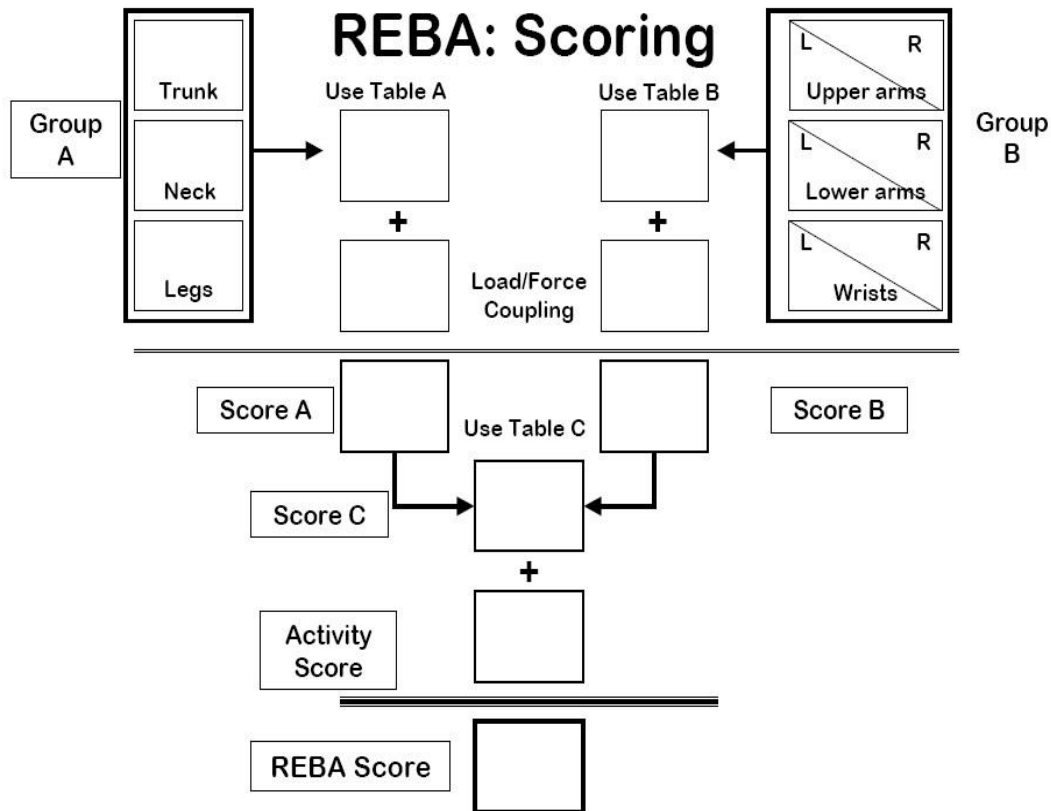 REBA: Scoring
Group
A
Trunk
Neck
Legs
Use Table A
+
Use Table B
+
Load/Force
Coupling
L R
Upper arms
L R
Lower arms
L R
Wrists
Group
B
Score A
Use Table C
Score B
Score C
+
Activity
Score
REBA Score